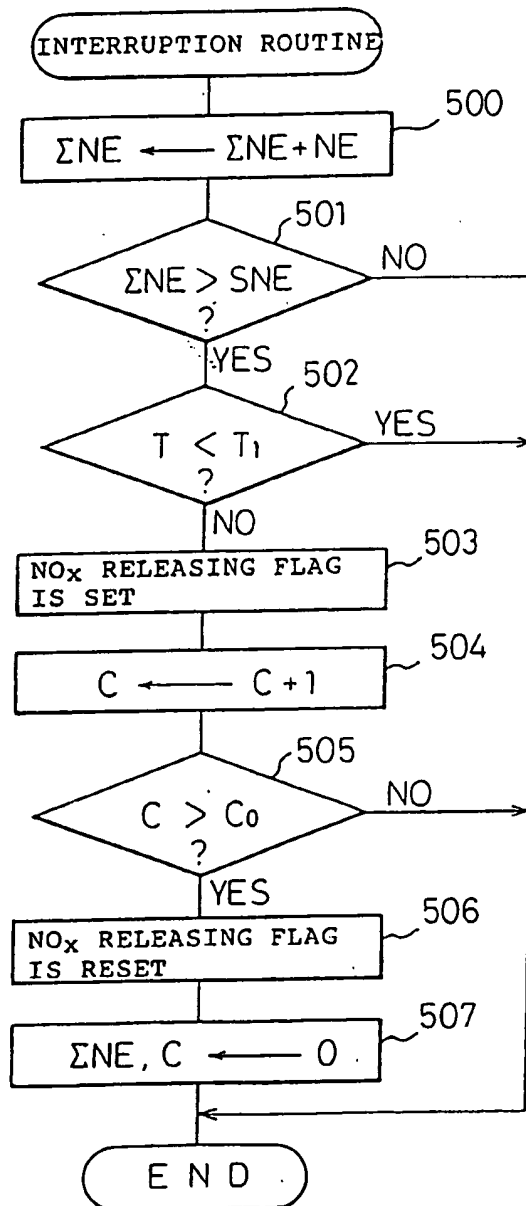 INTERRUPTION ROUTINE
500
ΣNE ← ΣNE+NE
501
ΣNE > SNE
?
NO
YES
502
T < T1
?
YES
NO
503
NOx RELEASING FLAG
IS SET
504
C ← C+1
505
C > C0
?
NO
YES
506
NOx RELEASING FLAG
IS RESET
507
ΣNE, C ← 0
END